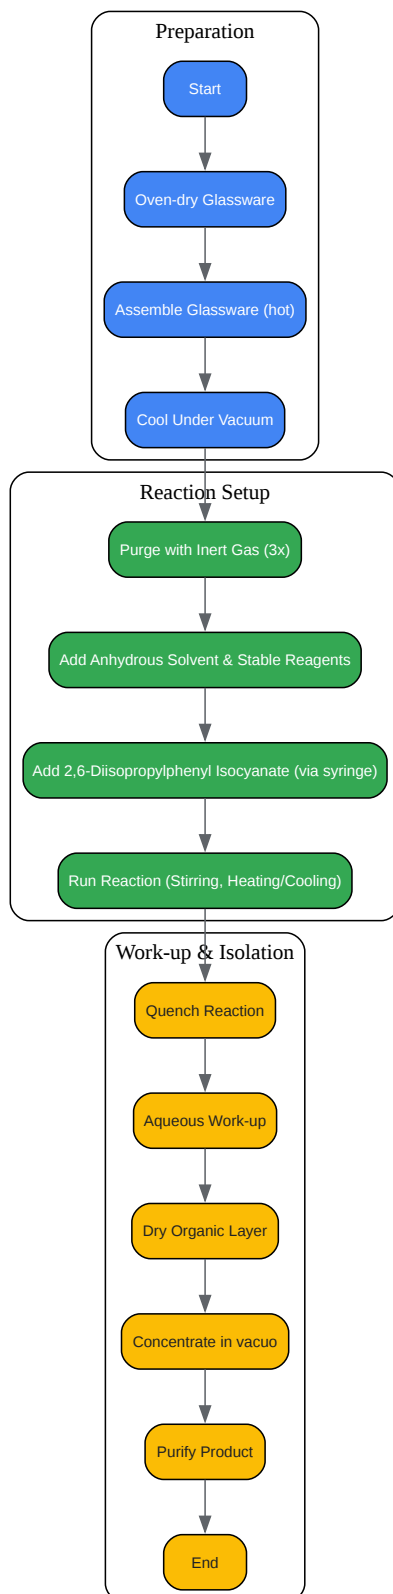 Preparation
Start
Oven-dry Glassware
Assemble Glassware (hot)
Cool Under Vacuum
Reaction Setup
Purge with Inert Gas (3x)
Add Anhydrous Solvent & Stable Reagents
Add 2,6-Diisopropylphenyl Isocyanate (via syringe)
Run Reaction (Stirring, Heating/Cooling)
Work-up & Isolation
Quench Reaction
Aqueous Work-up
Dry Organic Layer
Concentrate in vacuo
Purify Product
End